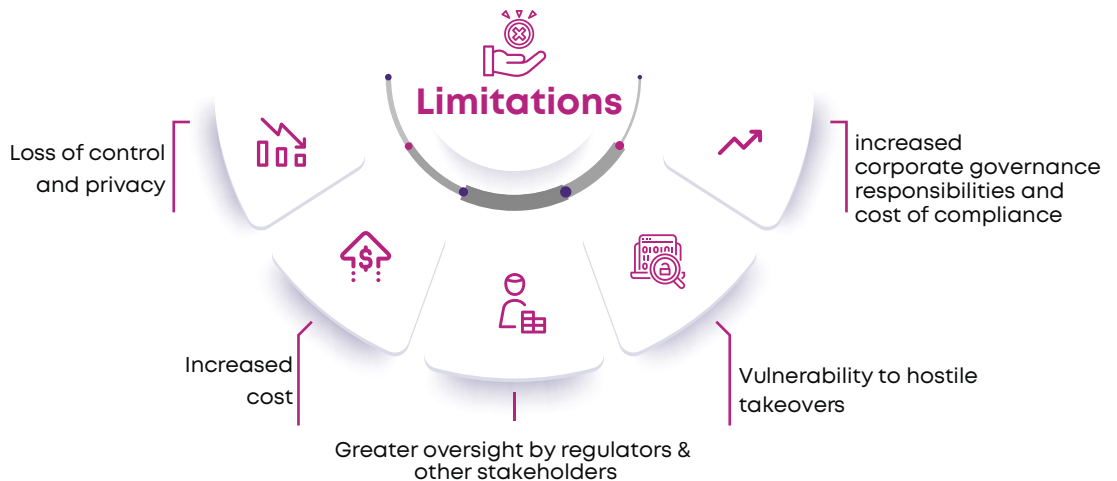 Limitations
Loss of control
and privacy
Increased
cost
Greater oversight by regulators &
other stakeholders
Vulnerability to hostile
takeovers
increased
corporate governance
responsibilities and
cost of compliance